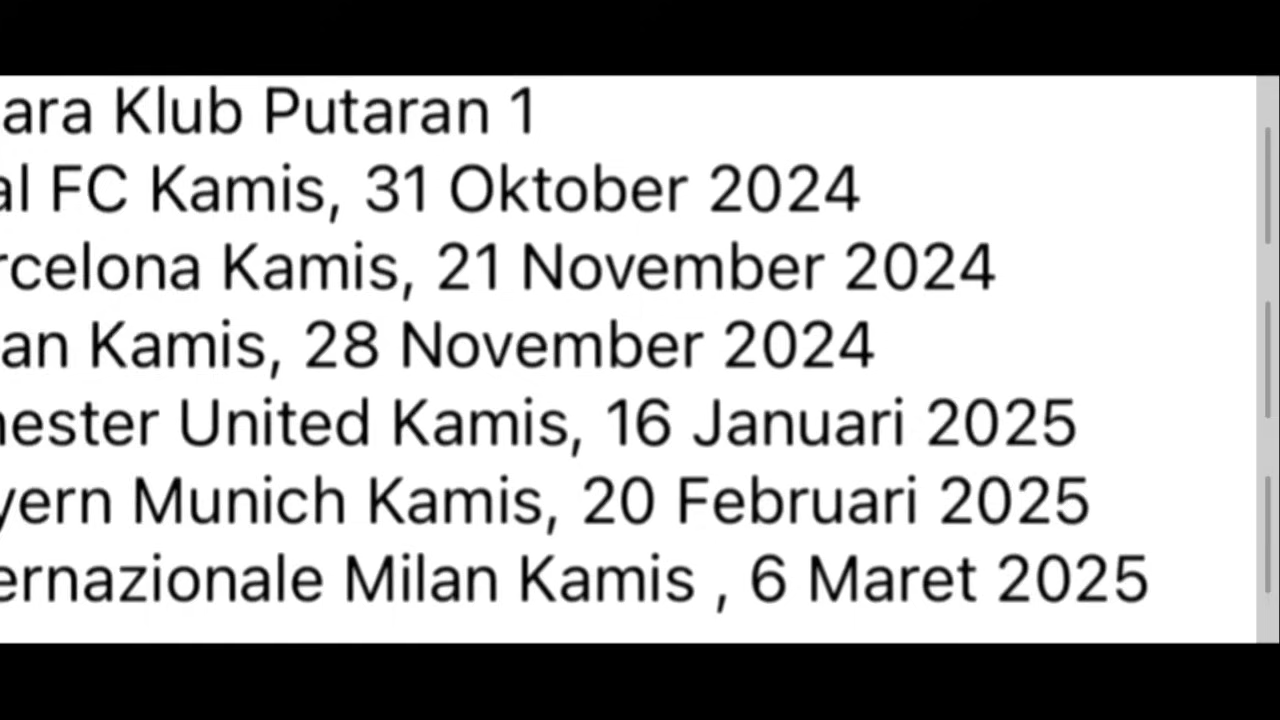 ara Klub Putaran 1
al FC Kamis, 31 Oktober 2024
rcelona Kamis, 21 November 2024
an Kamis, 28 November 2024
nester United Kamis, 16 Januari 2025
yern Munich Kamis, 20 Februari 2025
ernazionale Milan Kamis , 6 Maret 2025